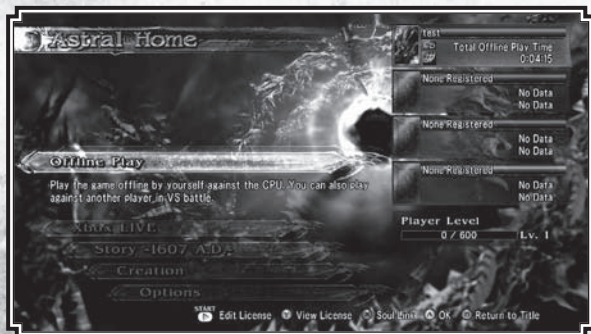 Astral Home
test
Total Offline Play Time
0:04:15
None Registered
No Data
No Data
None Registered
No Data
No Data
None Registered
No Data
No Data
Offline Play
Play the game offline by yourself against the CPU. You can also play
against another player in VS battle.
Player Level
0 / 600 Lv. 1
Xbox LIVE
Story -1607 A.D.-
Creation
Options
START Edit License Y View License X Soul Link A OK B Return to Title